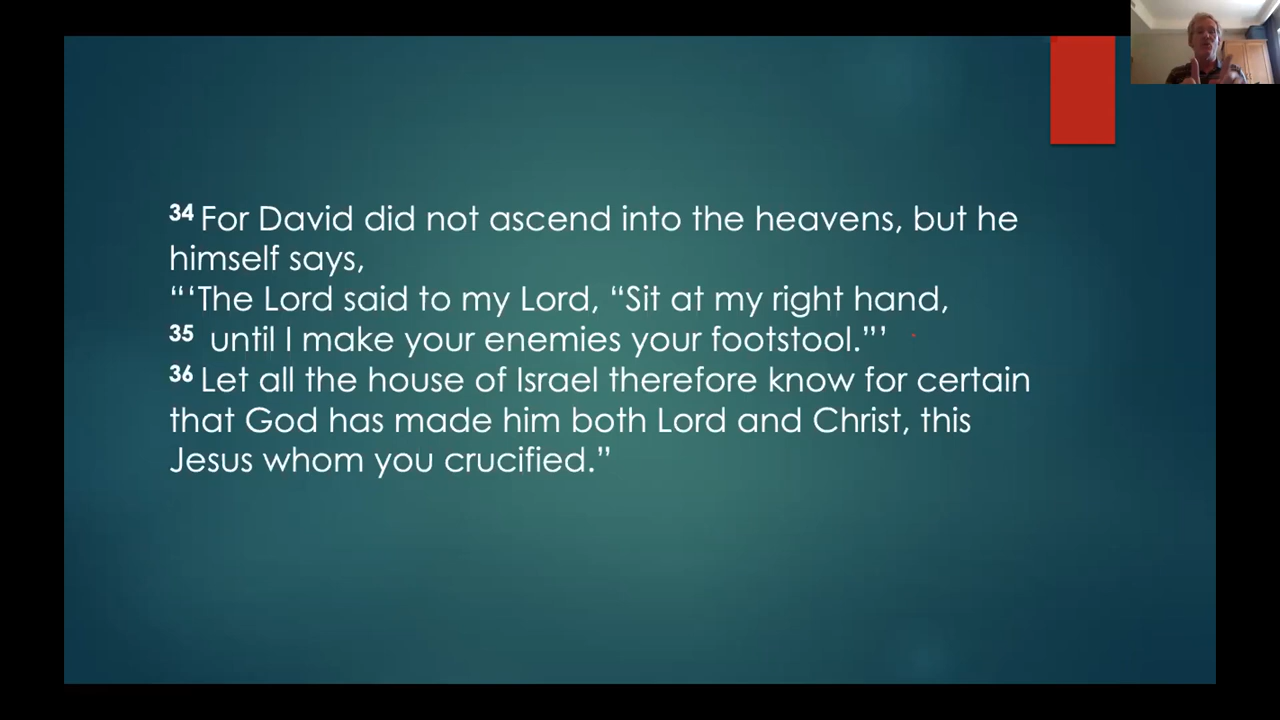 34 For David did not ascend into the heavens, but he
himself says,
“‘The Lord said to my Lord, “Sit at my right hand,
35 until I make your enemies your footstool.”’
36 Let all the house of Israel therefore know for certain
that God has made him both Lord and Christ, this
Jesus whom you crucified.”